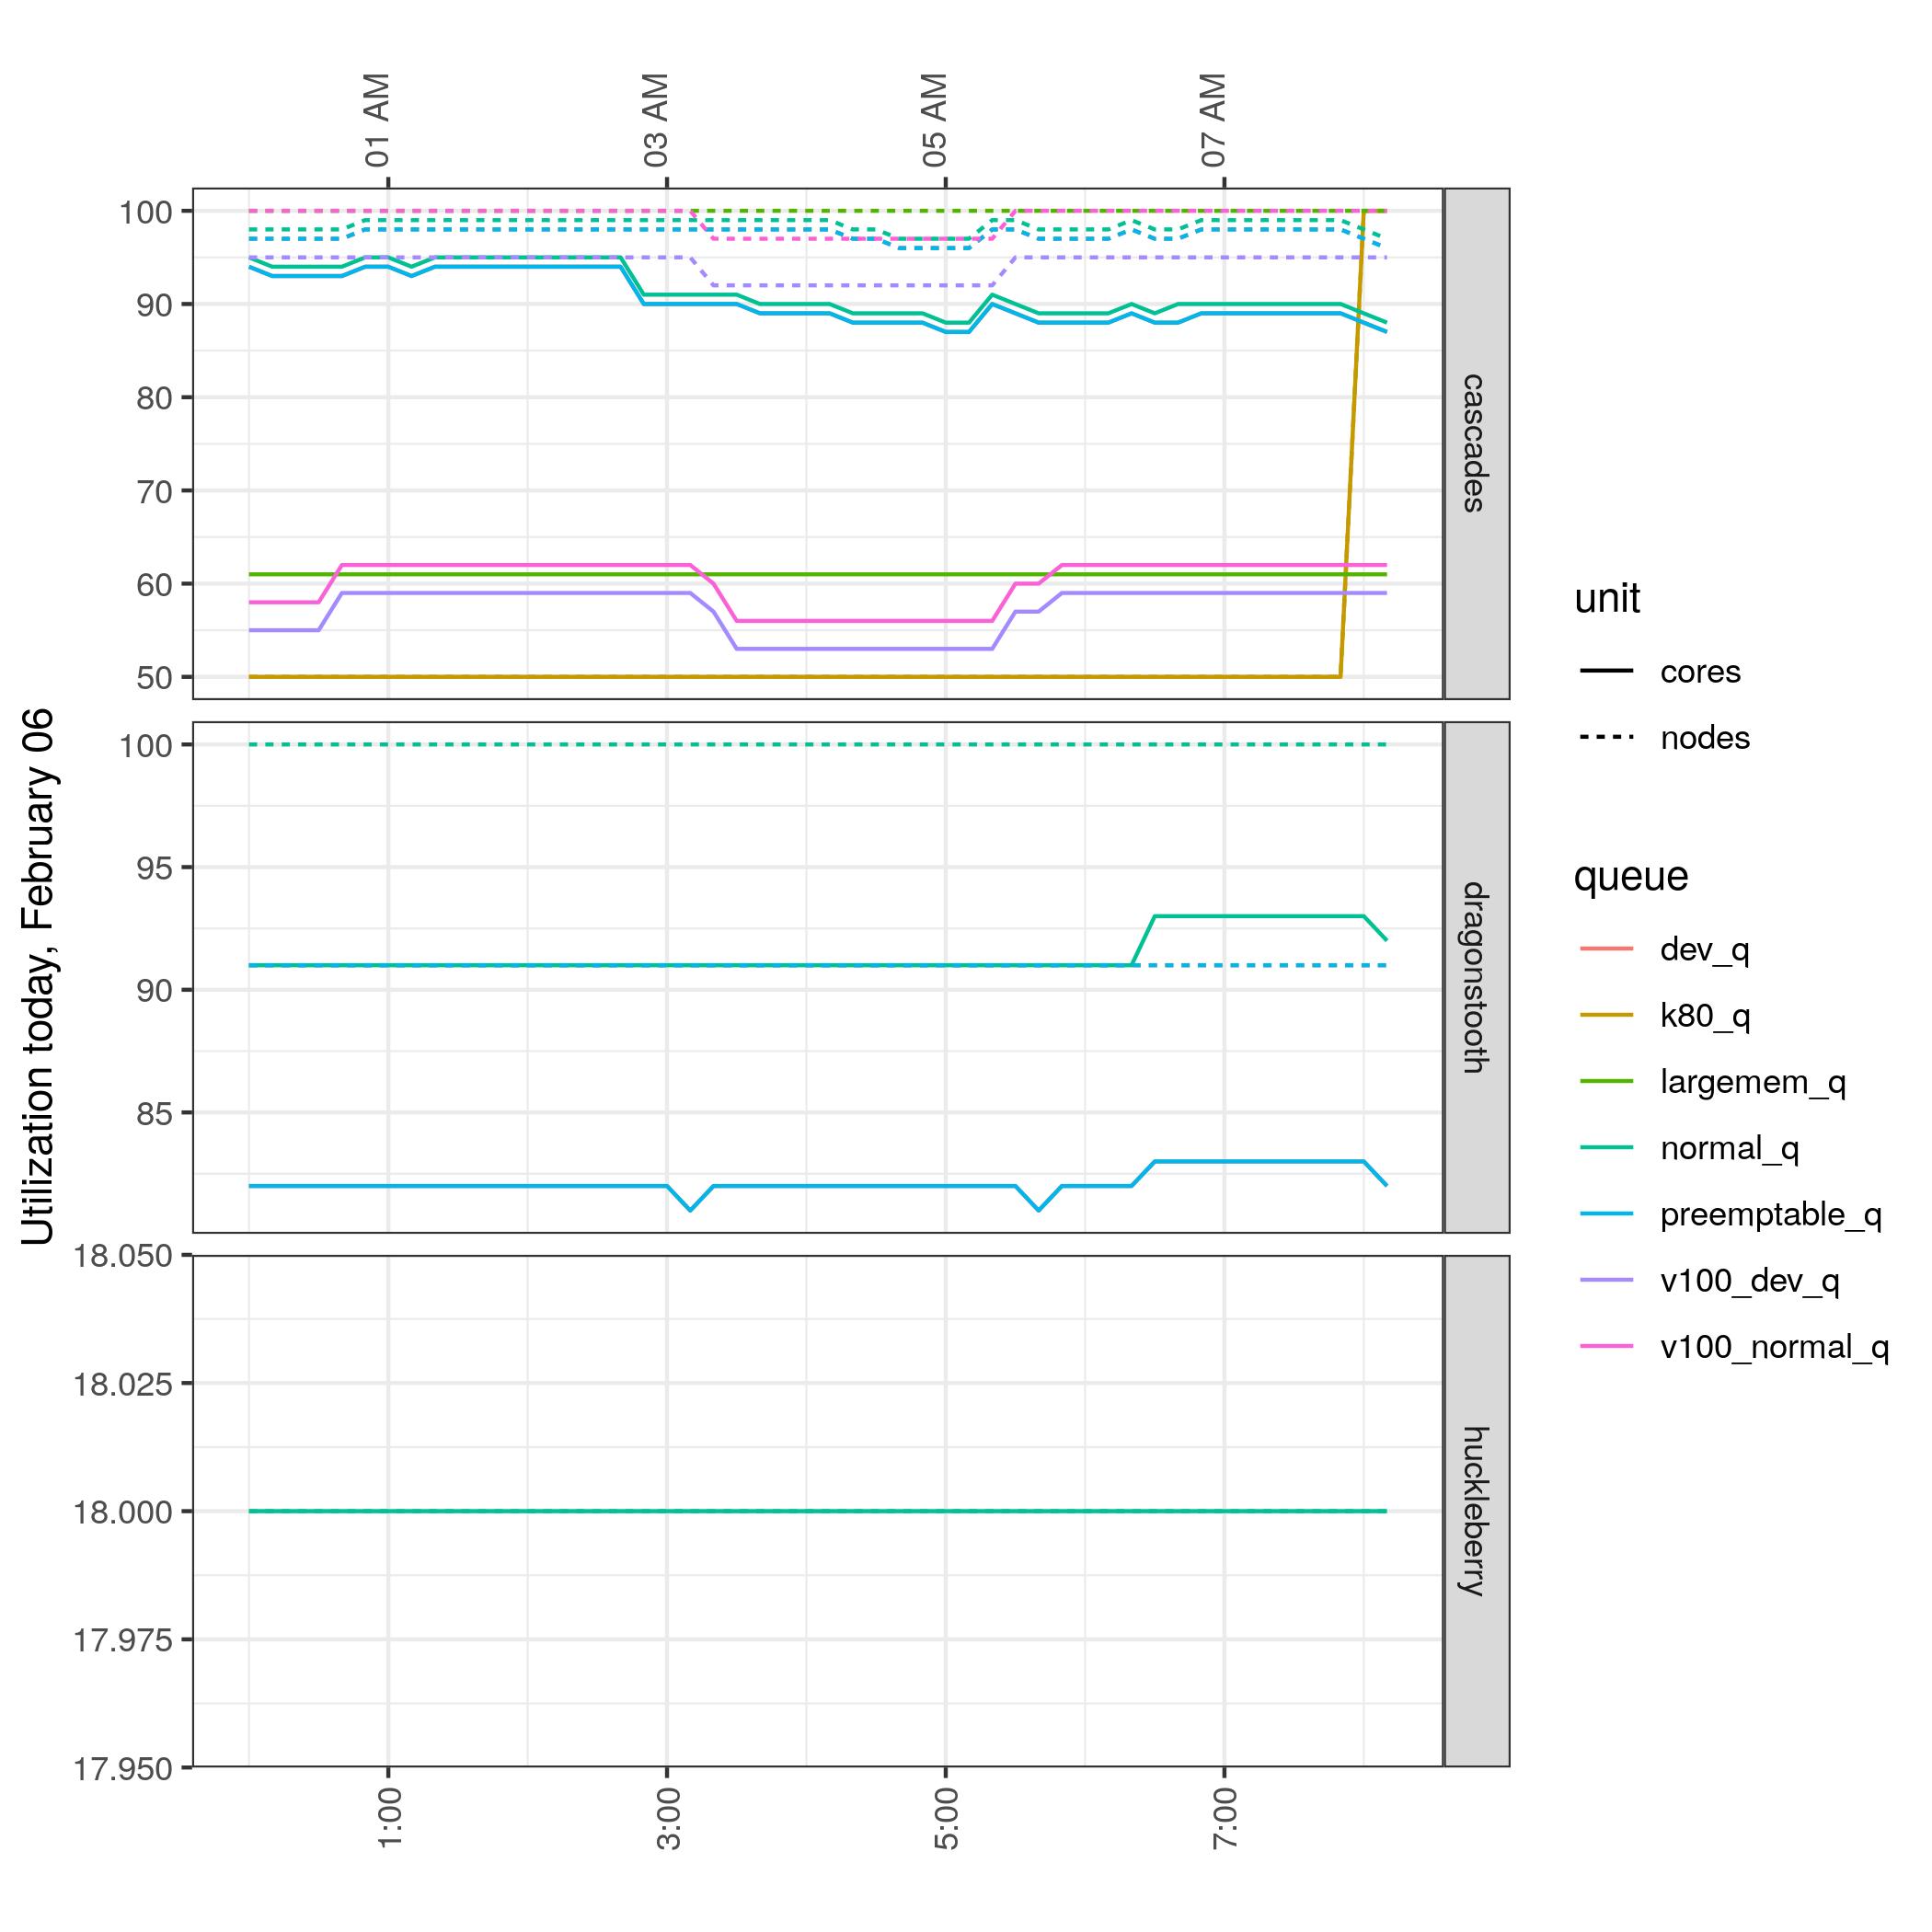 01 AM
03 AM
05 AM
07 AM
Utilization today, February 06
100
90
80
70
60
50
cascades
100
95
90
85
dragonstooth
18.050
18.025
18.000
17.975
17.950
huckleberry
1:00
3:00
5:00
7:00
unit
cores
nodes
queue
dev_q
k80_q
largemem_q
normal_q
preemptable_q
v100_dev_q
v100_normal_q